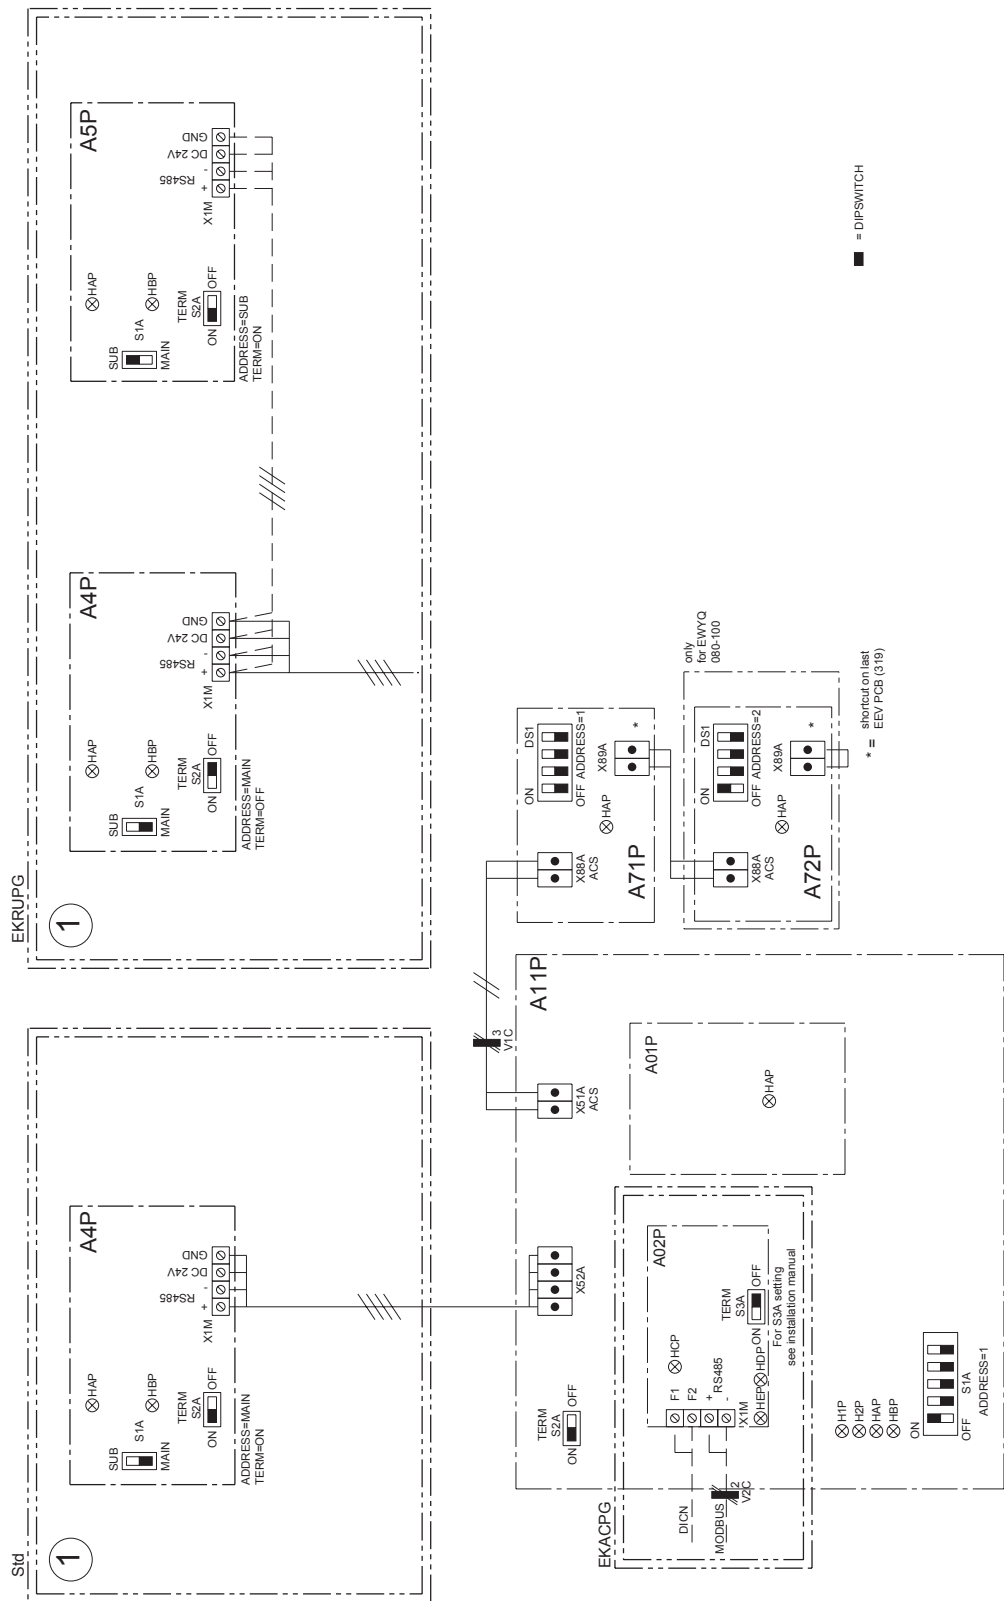 EKRUPG
1
A4P
HAP
HBP
SUB
S1A
MAIN
TERM
S2A
ON
OFF
ADDRESS=MAIN
TERM=OFF
X1M
+
RS485
-
DC 24V
GND
A5P
HAP
HBP
SUB
S1A
MAIN
TERM
S2A
ON
OFF
ADDRESS=SUB
TERM=ON
X1M
+
RS485
-
DC 24V
GND
Std
1
A4P
HAP
HBP
SUB
S1A
MAIN
TERM
S2A
ON
OFF
ADDRESS=MAIN
TERM=ON
X1M
+
RS485
-
DC 24V
GND
A11P
TERM
S2A
ON
OFF
X52A
X51A
ACS
3
V1C
A71P
X88A
ACS
HAP
ON
DS1
OFF
ADDRESS=1
X89A
*
only
for EWYQ
080-100
A72P
X88A
ACS
HAP
ON
DS1
OFF
ADDRESS=2
X89A
*
* = shortcut on last
EEV PCB (319)
= DIPSWITCH
EKACPG
DICN
MODBUS
2
V2C
A02P
F1
F2
+
RS485
-
X1M
HCP
HEP
HDP
TERM
S3A
ON
OFF
For S3A setting
see installation manual
A01P
HAP
H1P
H2P
HAP
HBP
ON
OFF
S1A
ADDRESS=1